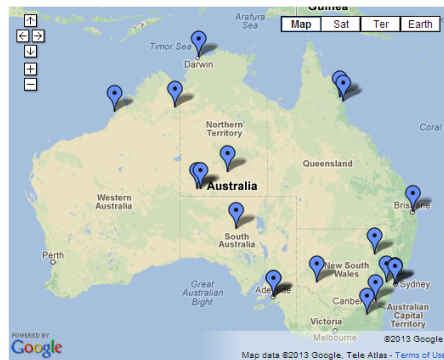 Guinea
Arafura
Sea
Map Sat Ter Earth
Timor Sea
Darwin
Coral
Northern
Territory
Queensland
Australia
Western
Australia
Brisbane
South
Australia
Perth
New South
Wales
Great
Australian
Bight
Adelaide
Sydney
Canberra
Australian
Capital
Territory
Victoria
Melbourne
POWERED BY
Google
©2013 Google
Map data ©2013 Google, Tele Atlas - Terms of Use